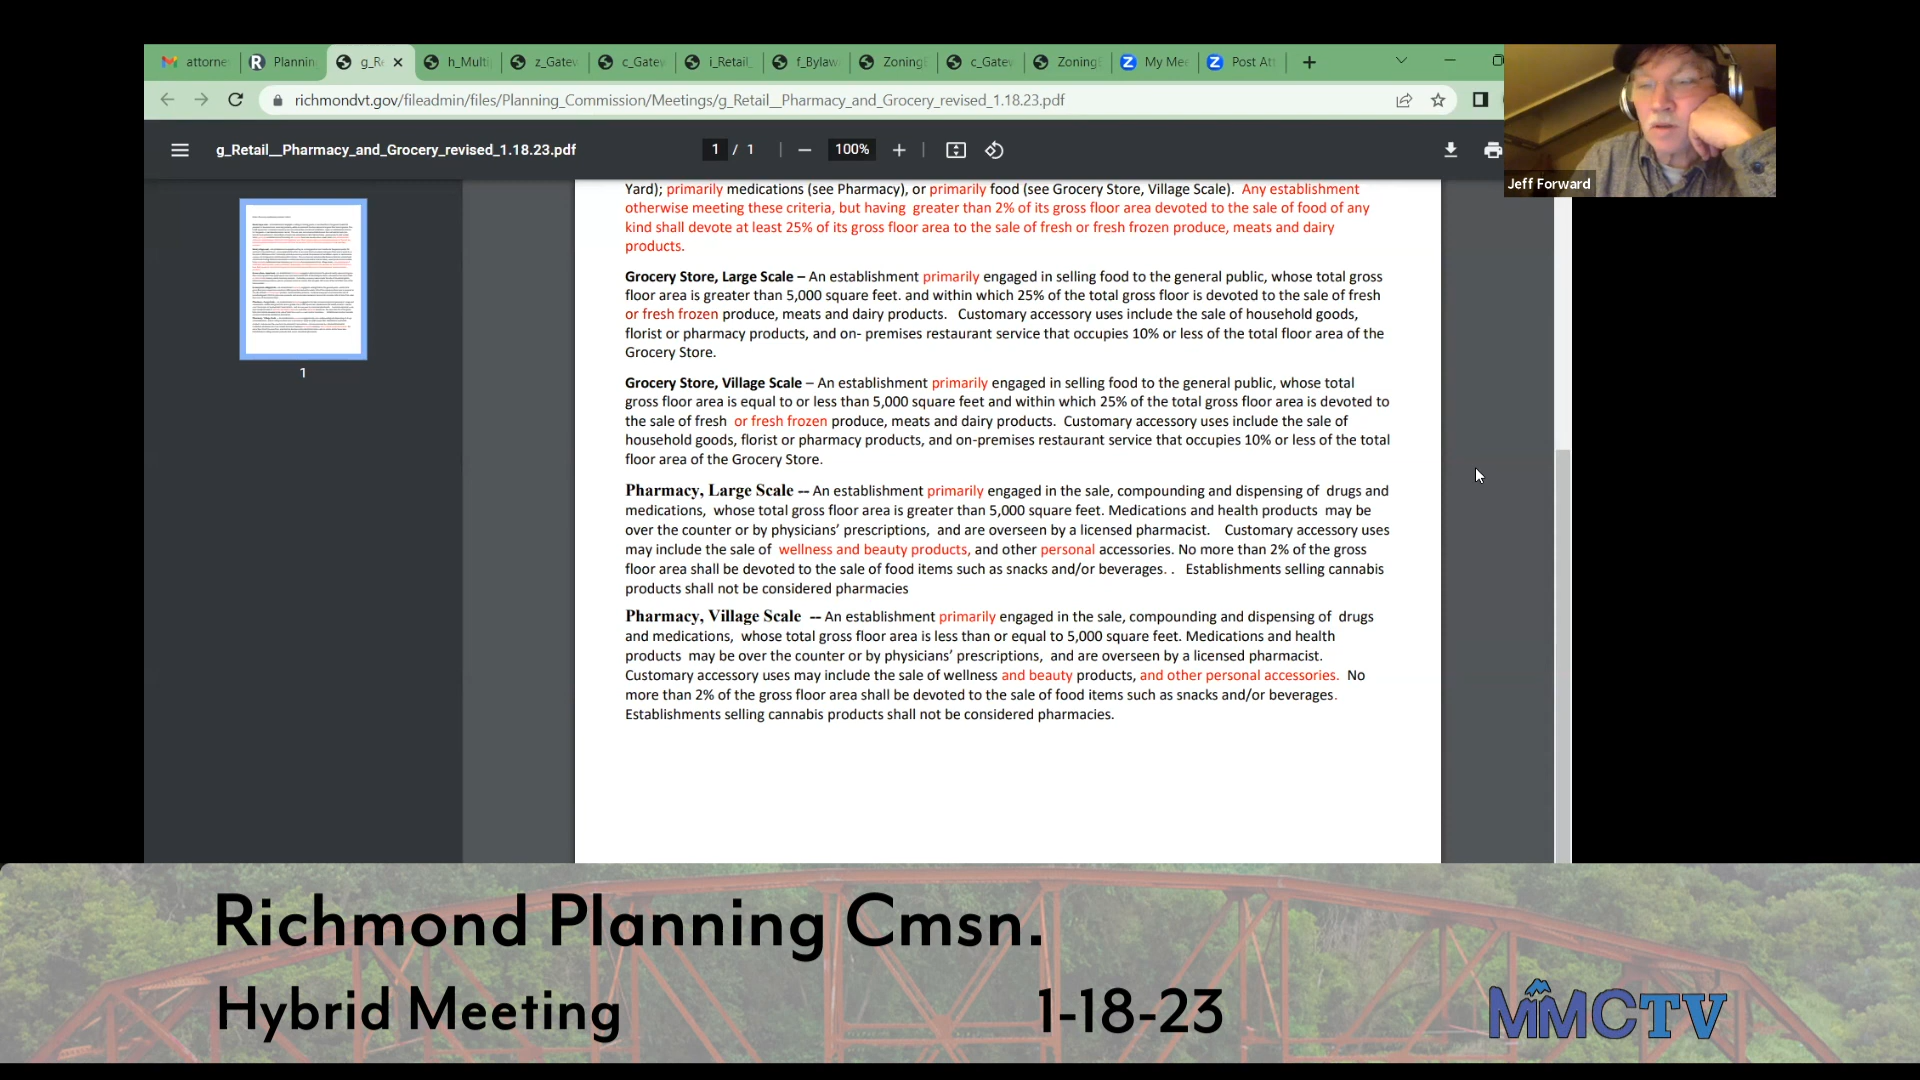 attorne
Plannin
g_Re
h_Multi
z_Gatew
c_Gatew
i_Retail_
f_Bylaw
Zoning
c_Gatew
Zoning
My Mee
Post Att
richmondvt.gov/fileadmin/files/Planning_Commission/Meetings/g_Retail__Pharmacy_and_Grocery_revised_1.18.23.pdf
g_Retail__Pharmacy_and_Grocery_revised_1.18.23.pdf
1 / 1
100%
Jeff Forward
1
Yard); primarily medications (see Pharmacy), or primarily food (see Grocery Store, Village Scale). Any establishment
otherwise meeting these criteria, but having greater than 2% of its gross floor area devoted to the sale of food of any
kind shall devote at least 25% of its gross floor area to the sale of fresh or fresh frozen produce, meats and dairy
products.
Grocery Store, Large Scale – An establishment primarily engaged in selling food to the general public, whose total gross
floor area is greater than 5,000 square feet. and within which 25% of the total gross floor is devoted to the sale of fresh
or fresh frozen produce, meats and dairy products. Customary accessory uses include the sale of household goods,
florist or pharmacy products, and on- premises restaurant service that occupies 10% or less of the total floor area of the
Grocery Store.
Grocery Store, Village Scale – An establishment primarily engaged in selling food to the general public, whose total
gross floor area is equal to or less than 5,000 square feet and within which 25% of the total gross floor area is devoted to
the sale of fresh or fresh frozen produce, meats and dairy products. Customary accessory uses include the sale of
household goods, florist or pharmacy products, and on-premises restaurant service that occupies 10% or less of the total
floor area of the Grocery Store.
Pharmacy, Large Scale -- An establishment primarily engaged in the sale, compounding and dispensing of drugs and
medications, whose total gross floor area is greater than 5,000 square feet. Medications and health products may be
over the counter or by physicians’ prescriptions, and are overseen by a licensed pharmacist. Customary accessory uses
may include the sale of wellness and beauty products, and other personal accessories. No more than 2% of the gross
floor area shall be devoted to the sale of food items such as snacks and/or beverages. . Establishments selling cannabis
products shall not be considered pharmacies
Pharmacy, Village Scale -- An establishment primarily engaged in the sale, compounding and dispensing of drugs
and medications, whose total gross floor area is less than or equal to 5,000 square feet. Medications and health
products may be over the counter or by physicians’ prescriptions, and are overseen by a licensed pharmacist.
Customary accessory uses may include the sale of wellness and beauty products, and other personal accessories. No
more than 2% of the gross floor area shall be devoted to the sale of food items such as snacks and/or beverages.
Establishments selling cannabis products shall not be considered pharmacies.
Richmond Planning Cmsn.
Hybrid Meeting 1-18-23
MMCTV